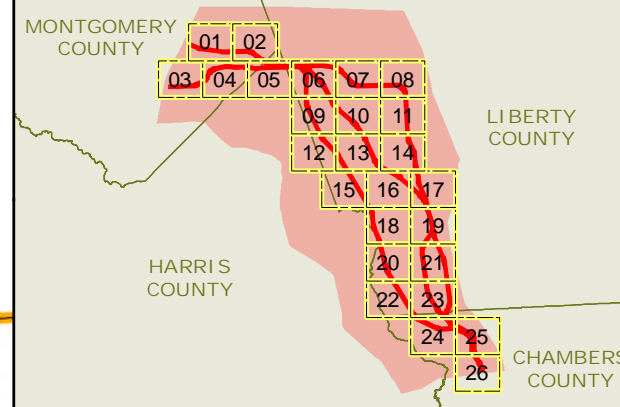 MONTGOMERY
COUNTY
01 02
03 04 05 06 07 08
09 10 11
LIBERTY
COUNTY
12 13 14
15 16 17
18 19
HARRIS
COUNTY
20 21
22 23
24 25
CHAMBERS
COUNTY
26